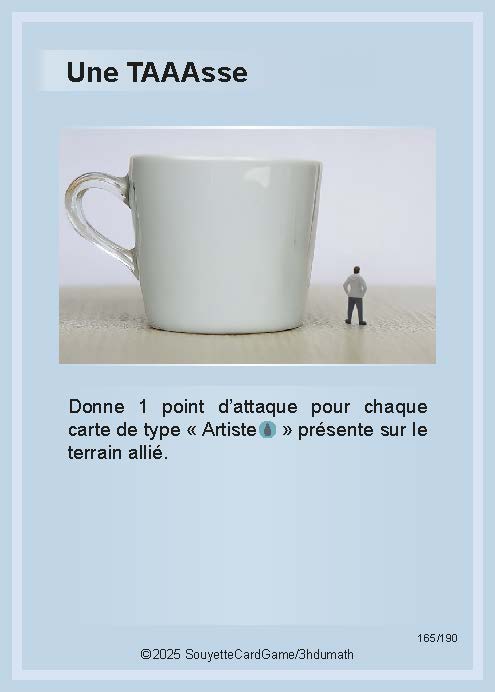 Une TAAAsse
Donne 1 point d’attaque pour chaque
carte de type « Artiste » présente sur le
terrain allié.
165/190
©2025 SouyetteCardGame/3hdumath